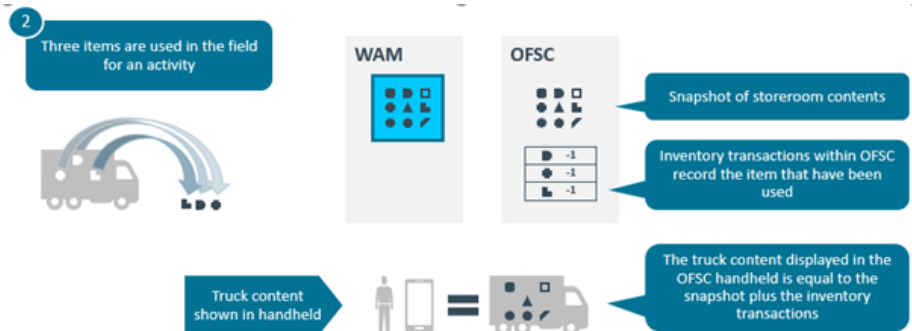 2
Three items are used in the field
for an activity
WAM
OFSC
Snapshot of storeroom contents
-1
-1
-1
Inventory transactions within OFSC
record the item that have been
used
Truck content
shown in handheld
=
The truck content displayed in the
OFSC handheld is equal to the
snapshot plus the inventory
transactions